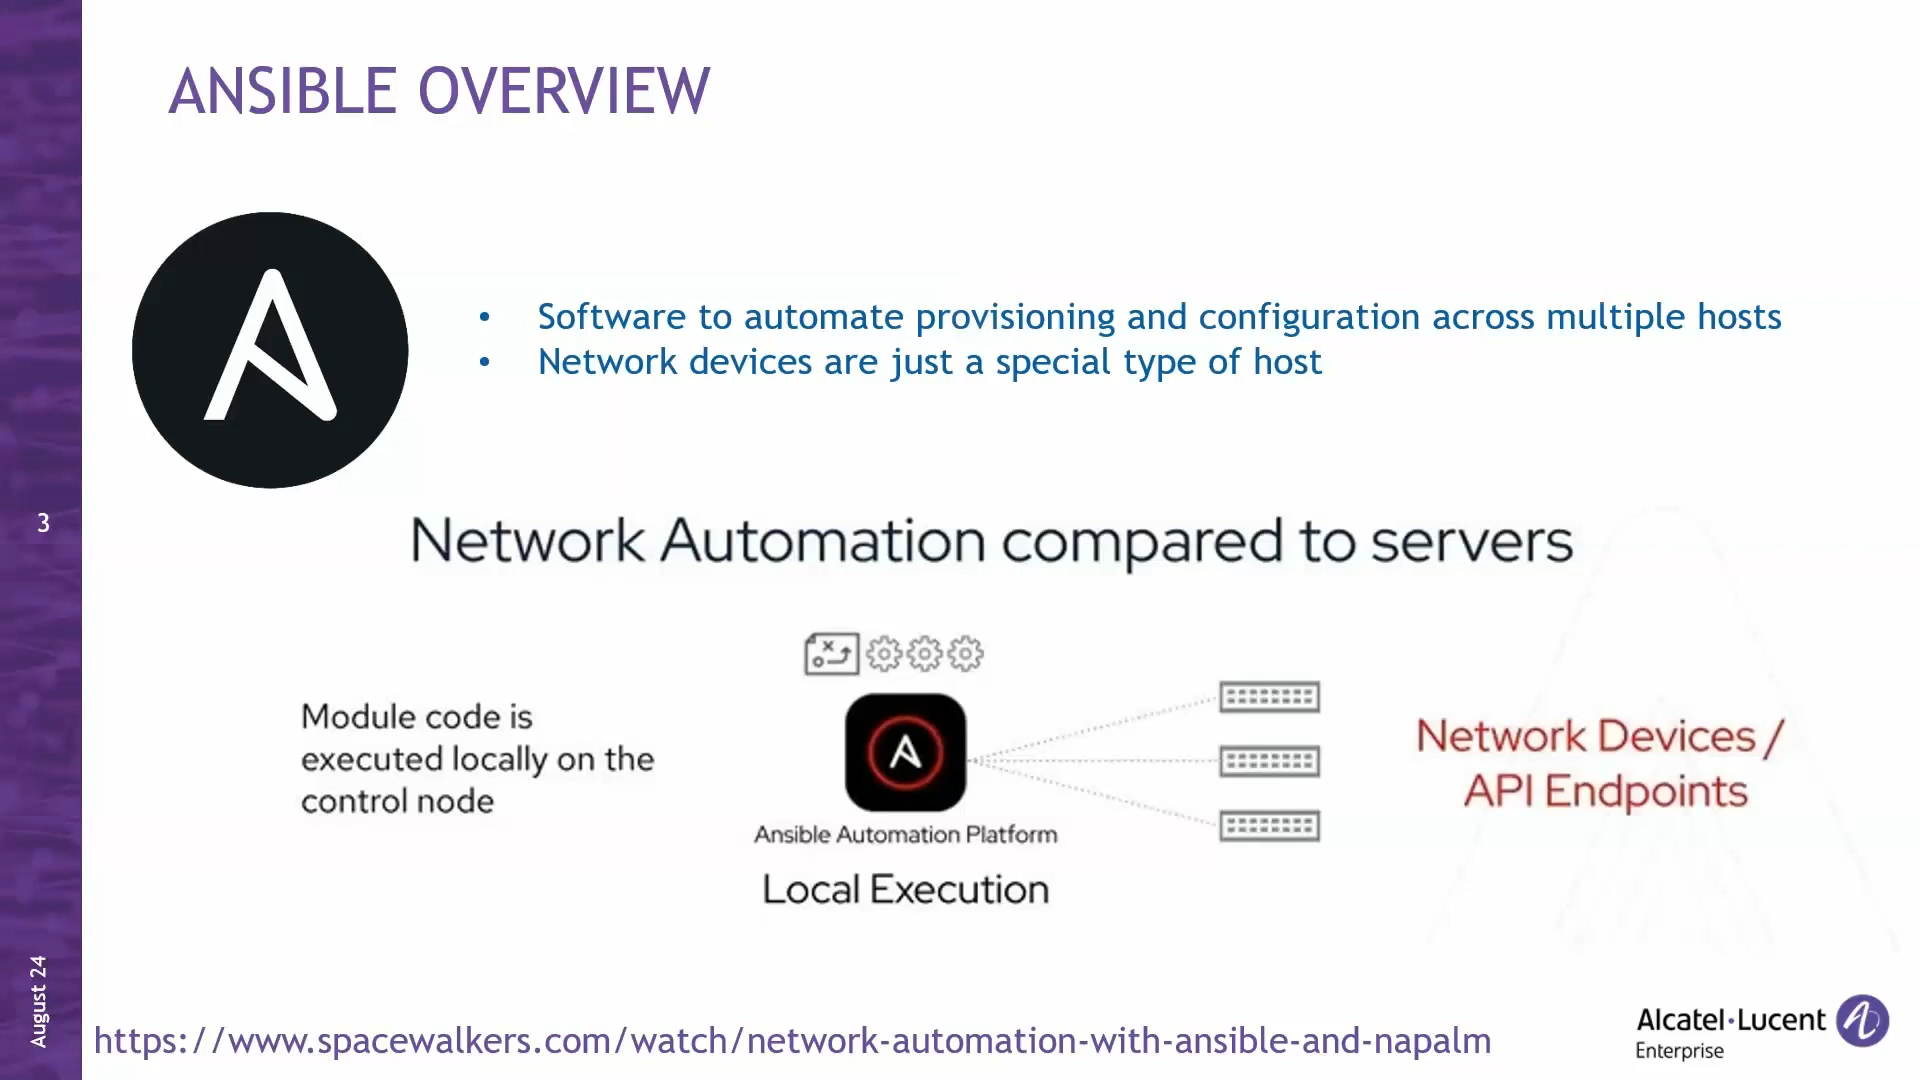 ANSIBLE OVERVIEW
• Software to automate provisioning and configuration across multiple hosts
• Network devices are just a special type of host
3
Network Automation compared to servers
Module code is
executed locally on the
control node
Ansible Automation Platform
Local Execution
Network Devices /
API Endpoints
August 24
https://www.spacewalkers.com/watch/network-automation-with-ansible-and-napalm
Alcatel·Lucent
Enterprise